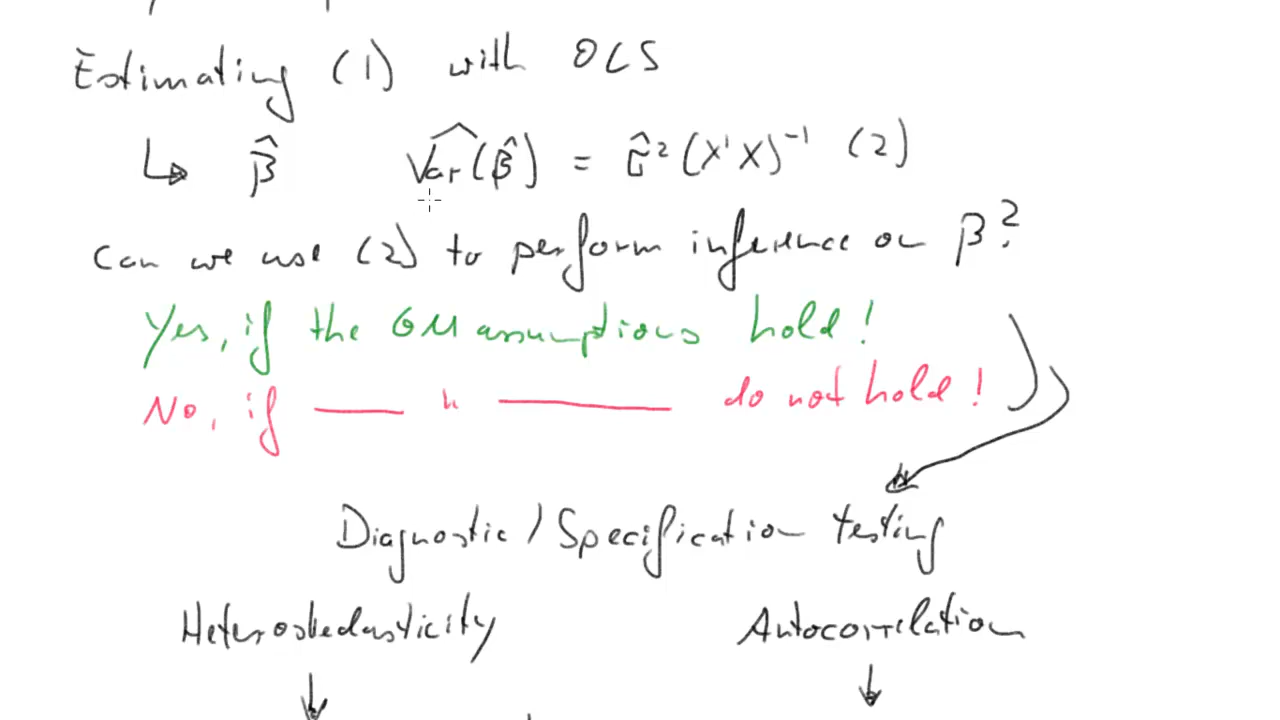 Estimating (1) with OLS
↳ β̂ V̂ar(β̂) = σ̂² (X'X)⁻¹ (2)
Can we use (2) to perform inference on β?
Yes, if the GM assumptions hold!
No, if —— " ———— do not hold!
Diagnostic / Specification testing
Heteroskedasticity Autocorrelation